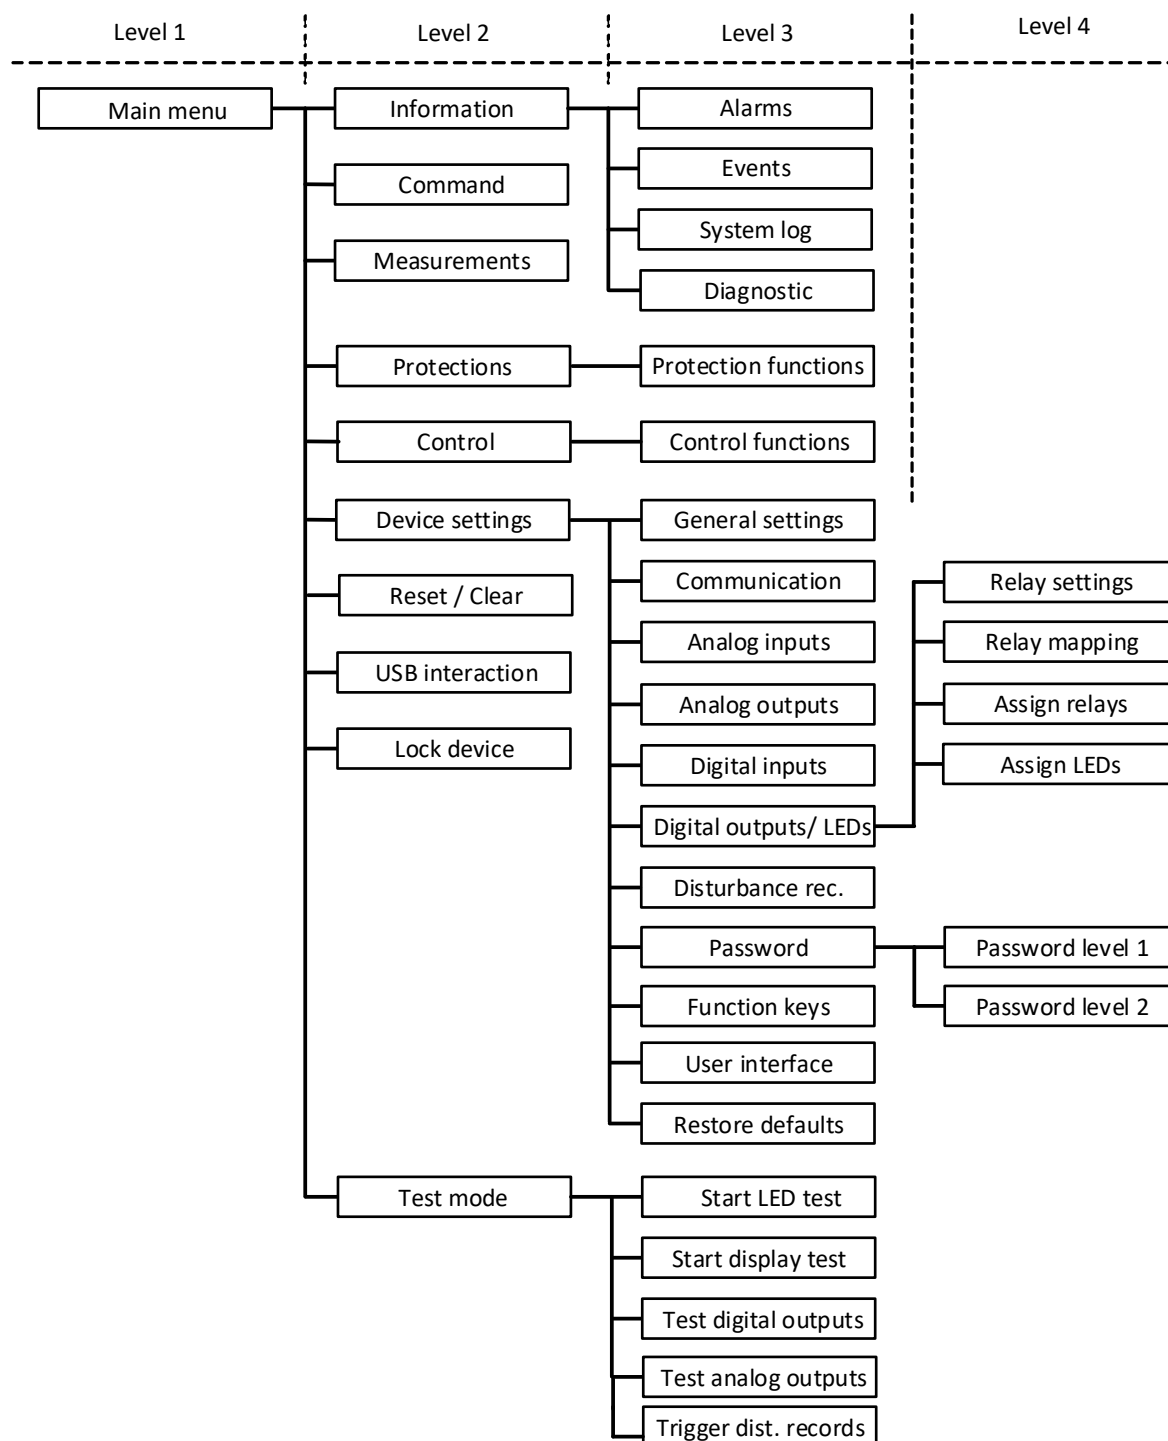 Level 1
Level 2
Level 3
Level 4
Main menu
Information
Alarms
Events
Command
System log
Measurements
Diagnostic
Protections
Protection functions
Control
Control functions
Device settings
General settings
Communication
Relay settings
Reset / Clear
Analog inputs
Relay mapping
USB interaction
Analog outputs
Assign relays
Lock device
Digital inputs
Assign LEDs
Digital outputs/ LEDs
Disturbance rec.
Password
Password level 1
Function keys
Password level 2
User interface
Restore defaults
Test mode
Start LED test
Start display test
Test digital outputs
Test analog outputs
Trigger dist. records